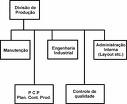 Divisão de
Produção
Manutenção
Engenharia
Industrial
Administração
Interna
(Layout etc.)
P C P
Plan. Cont. Prod.
Controle de
qualidade